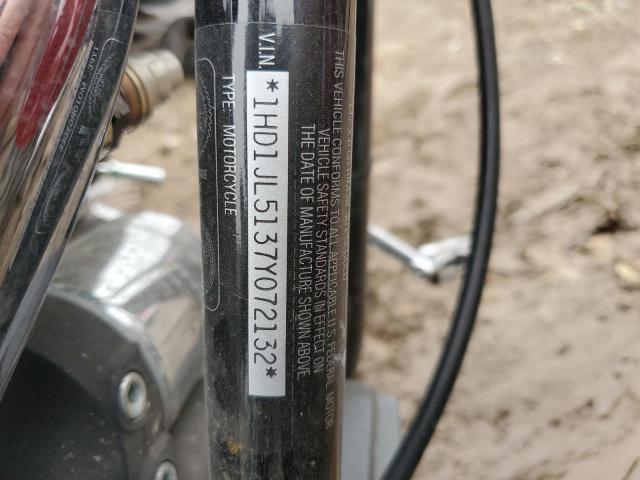 THIS VEHICLE CONFORMS TO ALL APPLICABLE U.S. FEDERAL MOTOR
VEHICLE SAFETY STANDARDS IN EFFECT ON
THE DATE OF MANUFACTURE SHOWN ABOVE
V.I.N. *1HD1JL5137Y072132*
TYPE: MOTORCYCLE